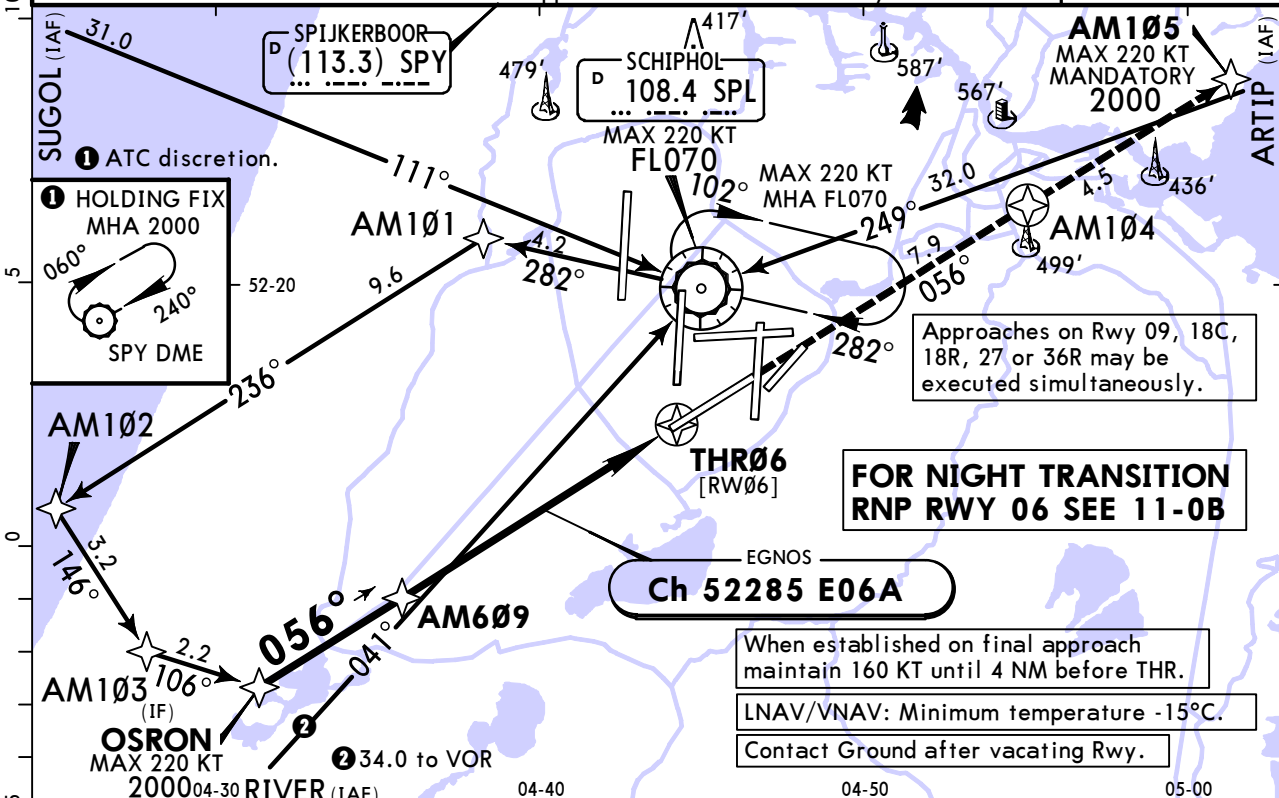 10
SUGOL (IAF)
31.0
SPIJKERBOOR
D (113.3) SPY
417'
479'
SCHIPHOL
D 108.4 SPL
MAX 220 KT
FL070
587'
567'
AM1Ø5
MAX 220 KT
MANDATORY
2000
ARTIP (IAF)
1 ATC discretion.
1 HOLDING FIX
MHA 2000
060°
240°
SPY DME
111°
AM1Ø1
4.2
282°
102°
MAX 220 KT
MHA FL070
32.0
249°
4.5
436'
AM1Ø4
499'
7.9
056°
5
52-20
9.6
236°
282°
Approaches on Rwy 09, 18C,
18R, 27 or 36R may be
executed simultaneously.
AM1Ø2
THRØ6
[RWØ6]
FOR NIGHT TRANSITION
RNP RWY 06 SEE 11-0B
0
3.2
146°
EGNOS
Ch 52285 E06A
056°
AM6Ø9
041°
2.2
106°
AM1Ø3
(IF)
OSRON
MAX 220 KT
2000
When established on final approach
maintain 160 KT until 4 NM before THR.
LNAV/VNAV: Minimum temperature -15°C.
Contact Ground after vacating Rwy.
2
2 34.0 to VOR
04-30
RIVER (IAF)
04-40
04-50
05-00